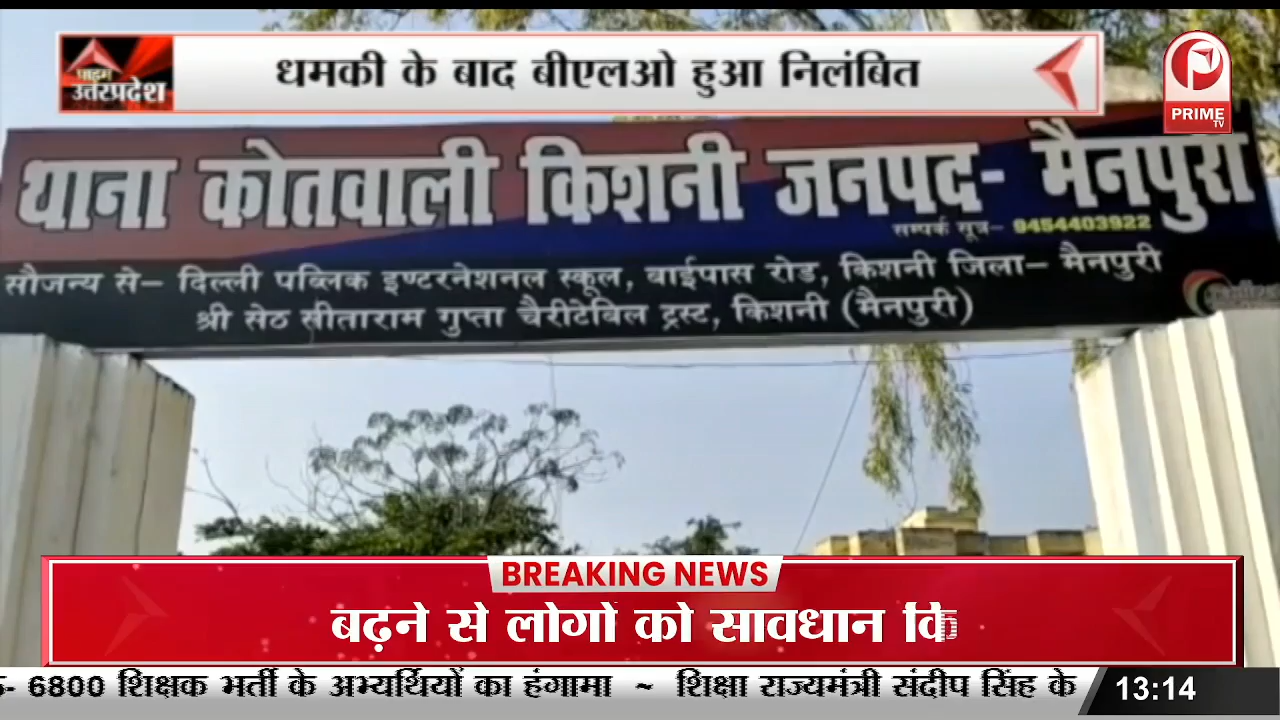 धमकी के बाद बीएलओ हुआ निलंबित
प्राइम
उत्तरप्रदेश
PRIME
TV
थाना कोतवाली किशनी जनपद- मैनपुरी
सम्पर्क सूत्र- 9454403922
सौजन्य से- दिल्ली पब्लिक इण्टरनेशनल स्कूल, बाईपास रोड, किशनी जिला- मैनपुरी
श्री सेठ सीताराम गुप्ता चैरीटेबिल ट्रस्ट, किशनी (मैनपुरी)
BREAKING NEWS
बढ़ने से लोगों को सावधान
- 6800 शिक्षक भर्ती के अभ्यर्थियों का हंगामा ~ शिक्षा राज्यमंत्री संदीप सिंह के
13:14